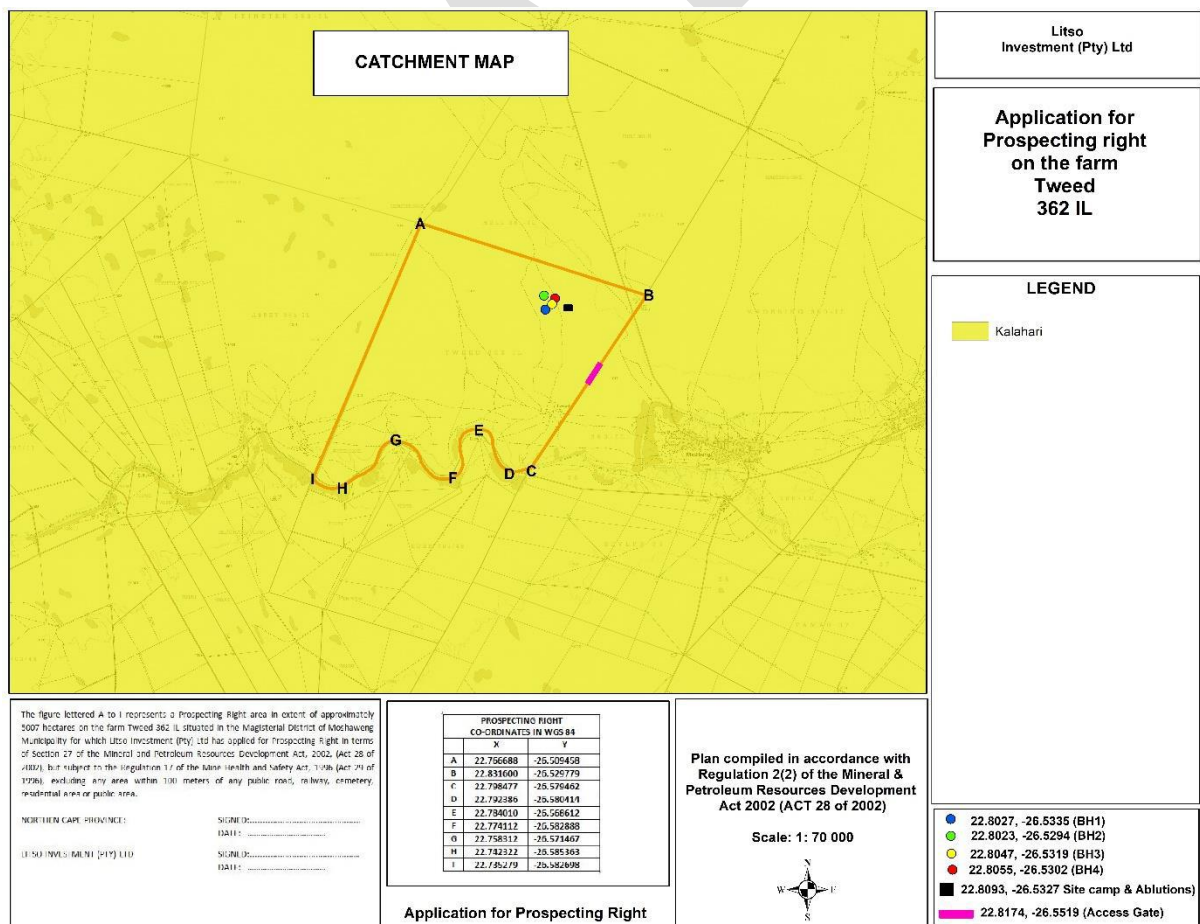 CATCHMENT MAP
A
B
C
D
E
F
G
H
I
Litso
Investment (Pty) Ltd
Application for
Prospecting right
on the farm
Tweed
362 IL
LEGEND
Kalahari
The figure lettered A to I represents a Prospecting Right area in extent of approximately
5007 hectares on the farm Tweed 362 IL situated in the Magisterial District of Moshaweng
Municipality for which Litso Investment (Pty) Ltd has applied for Prospecting Right in terms
of Section 27 of the Mineral and Petroleum Resources Development Act, 2002, (Act 28 of
2002), but subject to the Regulation 17 of the Mine Health and Safety Act, 1996 (Act 29 of
1996), excluding any area within 100 meters of any public road, railway, cemetery,
residential area or public area.
NORTHEN CAPE PROVINCE: SIGNED:
DATE:
LITSO INVESTMENT (PTY) LTD SIGNED:
DATE:
PROSPECTING RIGHT
CO-ORDINATES IN WGS 84
X Y
A 22.766688 -26.509458
B 22.831600 -26.529779
C 22.798477 -26.579462
D 22.792386 -26.580414
E 22.784010 -26.568612
F 22.774112 -26.582888
G 22.758312 -26.571467
H 22.742322 -26.585363
I 22.735279 -26.582698
Application for Prospecting Right
Plan compiled in accordance with
Regulation 2(2) of the Mineral &
Petroleum Resources Development
Act 2002 (ACT 28 of 2002)
Scale: 1: 70 000
N
W E
S
22.8027, -26.5335 (BH1)
22.8023, -26.5294 (BH2)
22.8047, -26.5319 (BH3)
22.8055, -26.5302 (BH4)
22.8093, -26.5327 Site camp & Ablutions)
22.8174, -26.5519 (Access Gate)